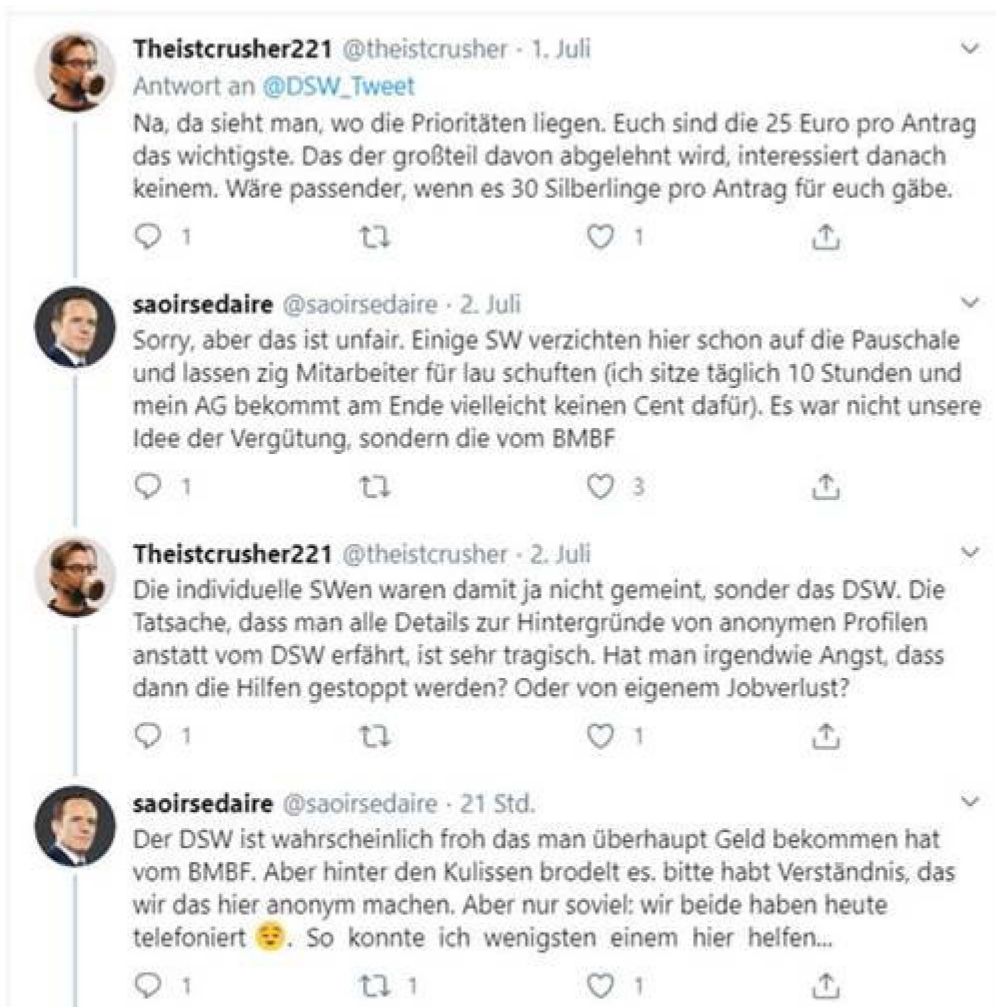 Theistcrusher221 @theistcrusher · 1. Juli
Antwort an @DSW_Tweet
Na, da sieht man, wo die Prioritäten liegen. Euch sind die 25 Euro pro Antrag
das wichtigste. Das der großteil davon abgelehnt wird, interessiert danach
keinem. Wäre passender, wenn es 30 Silberlinge pro Antrag für euch gäbe.
1 1
saoirsedaire @saoirsedaire · 2. Juli
Sorry, aber das ist unfair. Einige SW verzichten hier schon auf die Pauschale
und lassen zig Mitarbeiter für lau schuften (ich sitze täglich 10 Stunden und
mein AG bekommt am Ende vielleicht keinen Cent dafür). Es war nicht unsere
Idee der Vergütung, sondern die vom BMBF
1 3
Theistcrusher221 @theistcrusher · 2. Juli
Die individuelle SWen waren damit ja nicht gemeint, sonder das DSW. Die
Tatsache, dass man alle Details zur Hintergründe von anonymen Profilen
anstatt vom DSW erfährt, ist sehr tragisch. Hat man irgendwie Angst, dass
dann die Hilfen gestoppt werden? Oder von eigenem Jobverlust?
1 1
saoirsedaire @saoirsedaire · 21 Std.
Der DSW ist wahrscheinlich froh das man überhaupt Geld bekommen hat
vom BMBF. Aber hinter den Kulissen brodelt es. bitte habt Verständnis, das
wir das hier anonym machen. Aber nur soviel: wir beide haben heute
telefoniert 😌. So konnte ich wenigsten einem hier helfen...
1 1 1